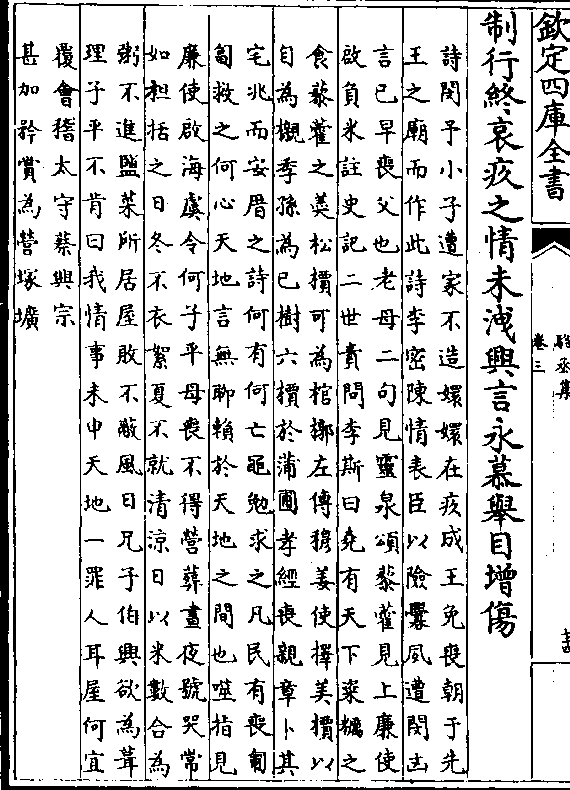 欽定四庫全書
駱丞集
卷三
制行終哀疚之情未洩興言永慕舉目增傷
詩閔予小子遭家不造嬛嬛在疚成王免喪朝于先
王之廟而作此詩李密陳情表臣以險釁夙遭閔凶
言已早喪父也老母二句見靈泉頌藜藿見上廉使
啟負米註史記二世責問李斯曰堯有天下粢糲之
食藜藿之羮松檟可為棺槨左傳穆姜使擇美檟以
自為櫬季孫為己樹六檟於蒲圃孝經喪親章卜其
宅兆而安厝之詩何有何亡黽勉求之凡民有喪匍
匐救之何心天地言無聊賴於天地之間也噬指見
廉使啟海虞令何子平母喪不得營葬晝夜號哭常
如袒括之日冬不衣絮夏不就清涼日以米數合為
粥不進鹽菜所居屋敗不蔽風日兄子伯興欲為葺
理子平不肯曰我情事未申天地一罪人耳屋何宜
覆會稽太守蔡興宗
甚加矜賞為營塚壙